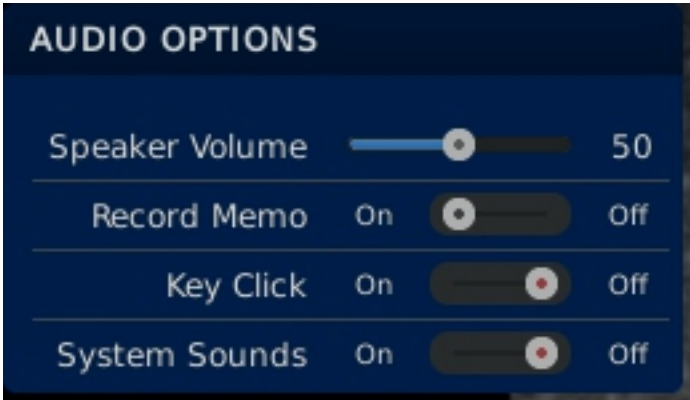 AUDIO OPTIONS
Speaker Volume 50
Record Memo On Off
Key Click On Off
System Sounds On Off